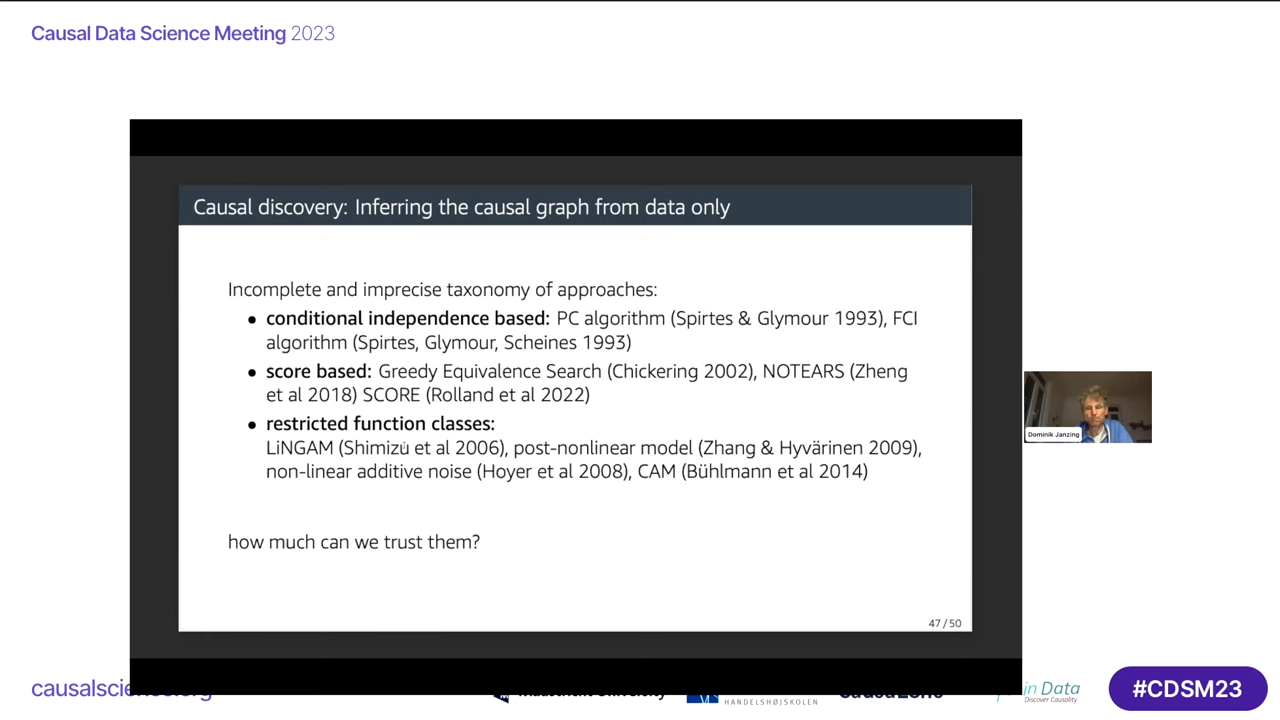 Causal Data Science Meeting 2023
Causal discovery: Inferring the causal graph from data only
Incomplete and imprecise taxonomy of approaches:
• conditional independence based: PC algorithm (Spirtes & Glymour 1993), FCI
algorithm (Spirtes, Glymour, Scheines 1993)
• score based: Greedy Equivalence Search (Chickering 2002), NOTEARS (Zheng
et al 2018) SCORE (Rolland et al 2022)
• restricted function classes:
LiNGAM (Shimizu et al 2006), post-nonlinear model (Zhang & Hyvärinen 2009),
non-linear additive noise (Hoyer et al 2008), CAM (Bühlmann et al 2014)
how much can we trust them?
47 / 50
Dominik Janzing
HANDELSHØJSKOLEN
in Data
Discover Causality
#CDSM23